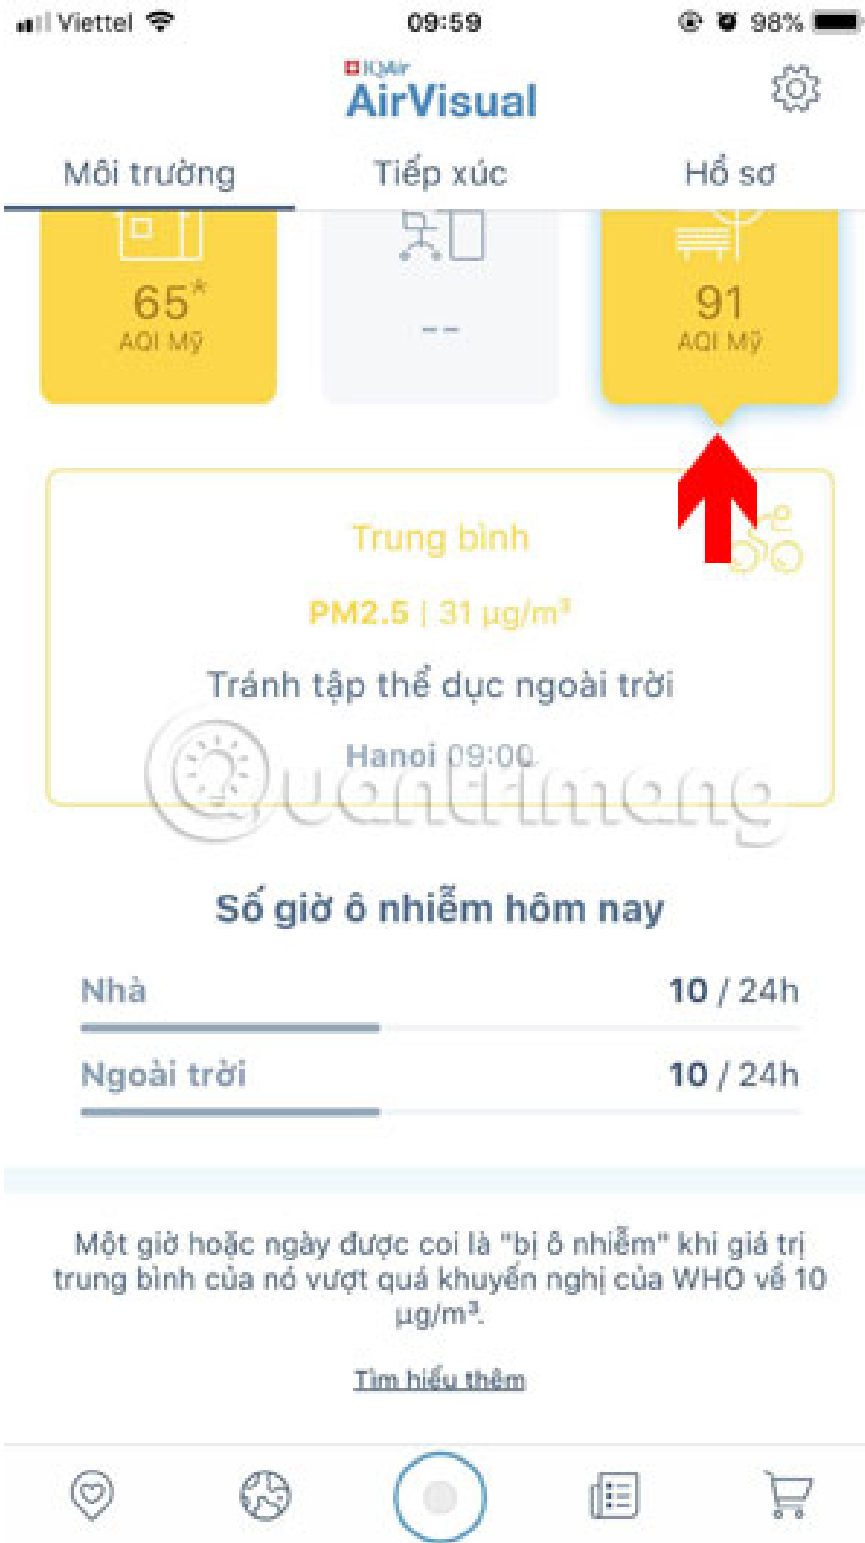 Viettel 09:59 98%
IQAir
AirVisual
Môi trường Tiếp xúc Hồ sơ
65* -- 91
AQI Mỹ AQI Mỹ
Trung bình
PM2.5 | 31 µg/m³
Tránh tập thể dục ngoài trời
Hanoi 09:00
Quantrimang
Số giờ ô nhiễm hôm nay
Nhà 10 / 24h
Ngoài trời 10 / 24h
Một giờ hoặc ngày được coi là "bị ô nhiễm" khi giá trị
trung bình của nó vượt quá khuyến nghị của WHO về 10
µg/m³.
Tìm hiểu thêm